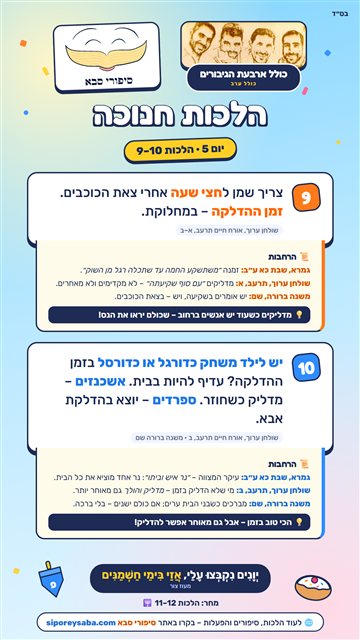 בס״ד
סיפורי סבא
כולל ארבעת הגיבורים
כולל ערב
הלכות חנוכה
יום 5 • הלכות 9-10
9
צריך שמן לחצי שעה אחרי צאת הכוכבים.
זמן ההדלקה – במחלוקת.
שולחן ערוך, אורח חיים תרעב, א-ב
הרחבות
גמרא, שבת כא ע״ב: זמנה "משתשקע החמה עד שתכלה רגל מן השוק".
שולחן ערוך, תרעב, א: מדליקים "עם סוף שקיעתה" – לא מקדימים ולא מאחרים.
משנה ברורה, שם: יש אומרים בשקיעה, ויש – בצאת הכוכבים.
מדליקים כשעוד יש אנשים ברחוב – שכולם יראו את הנס!
10
יש לילד משחק כדורגל או כדורסל בזמן
ההדלקה? עדיף להיות בבית. אשכנזים –
מדליק כשחוזר. ספרדים – יוצא בהדלקת
אבא.
שולחן ערוך, אורח חיים תרעב, ב • משנה ברורה שם
הרחבות
גמרא, שבת כא ע״ב: עיקר המצווה – "נר איש וביתו": נר אחד מוציא את כל הבית.
שולחן ערוך, תרעב, ב: מי שלא הדליק בזמן – מדליק והולך גם מאוחר יותר.
משנה ברורה, שם: מברכים כשבני הבית ערים; אם כולם ישנים – בלי ברכה.
הכי טוב בזמן – אבל גם מאוחר אפשר להדליק!
יְוָנִים נִקְבְּצוּ עָלַי, אֲזַי בִּימֵי חַשְׁמַנִּים
מעוז צור
מחר: הלכות 11-12
לעוד הלכות, סיפורים והפעלות – בקרו באתר סיפורי סבא siporeysaba.com